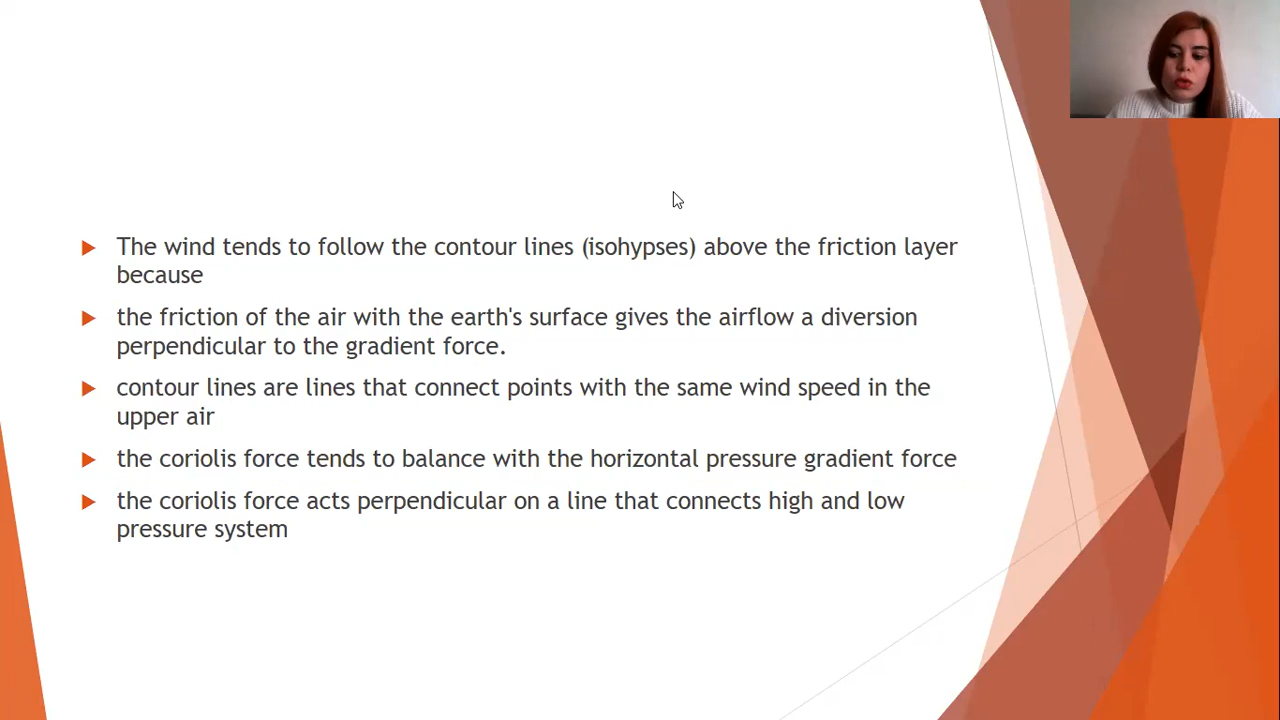 The wind tends to follow the contour lines (isohypses) above the friction layer
because
the friction of the air with the earth's surface gives the airflow a diversion
perpendicular to the gradient force.
contour lines are lines that connect points with the same wind speed in the
upper air
the coriolis force tends to balance with the horizontal pressure gradient force
the coriolis force acts perpendicular on a line that connects high and low
pressure system